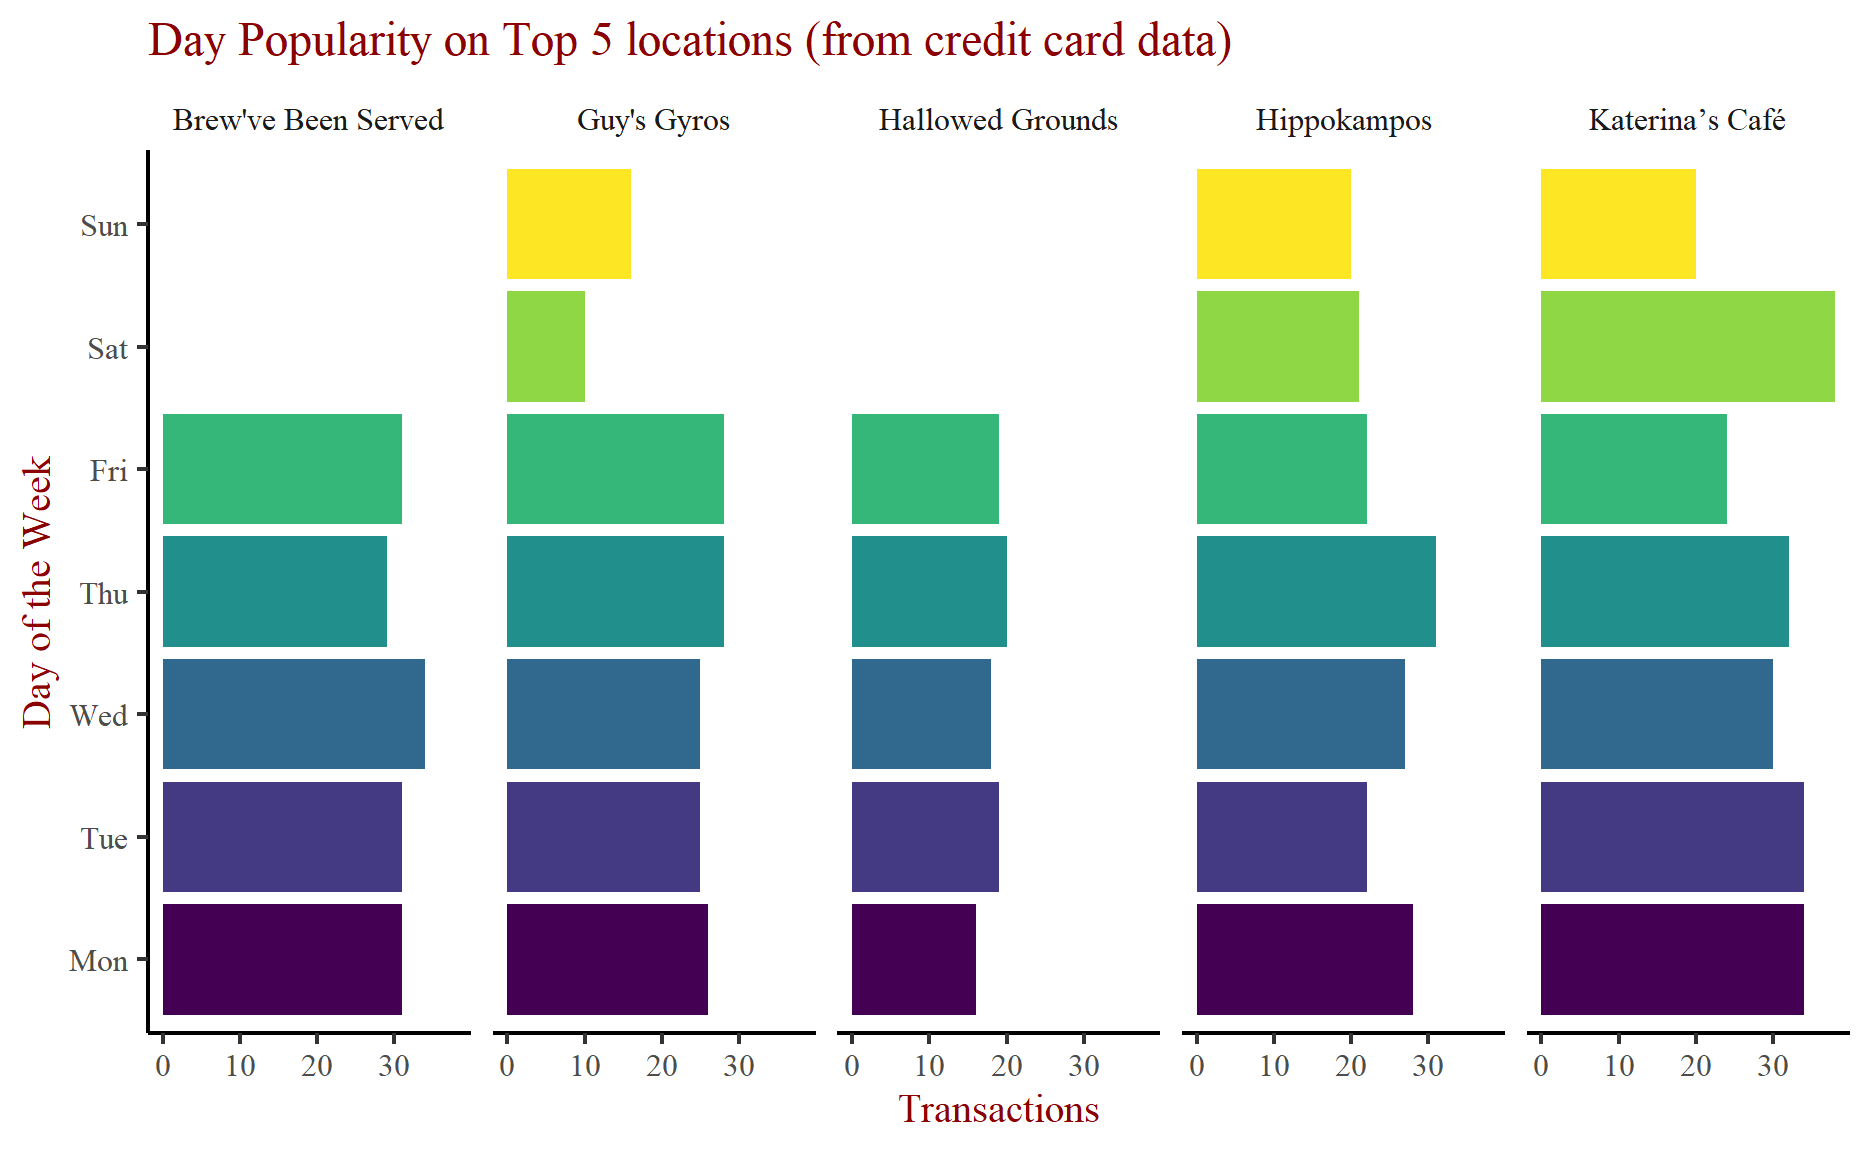 Day Popularity on Top 5 locations (from credit card data)
Brew've Been Served
Guy's Gyros
Hallowed Grounds
Hippokampos
Katerina’s Café
Day of the Week
Sun
Sat
Fri
Thu
Wed
Tue
Mon
0 10 20 30
0 10 20 30
0 10 20 30
0 10 20 30
0 10 20 30
Transactions